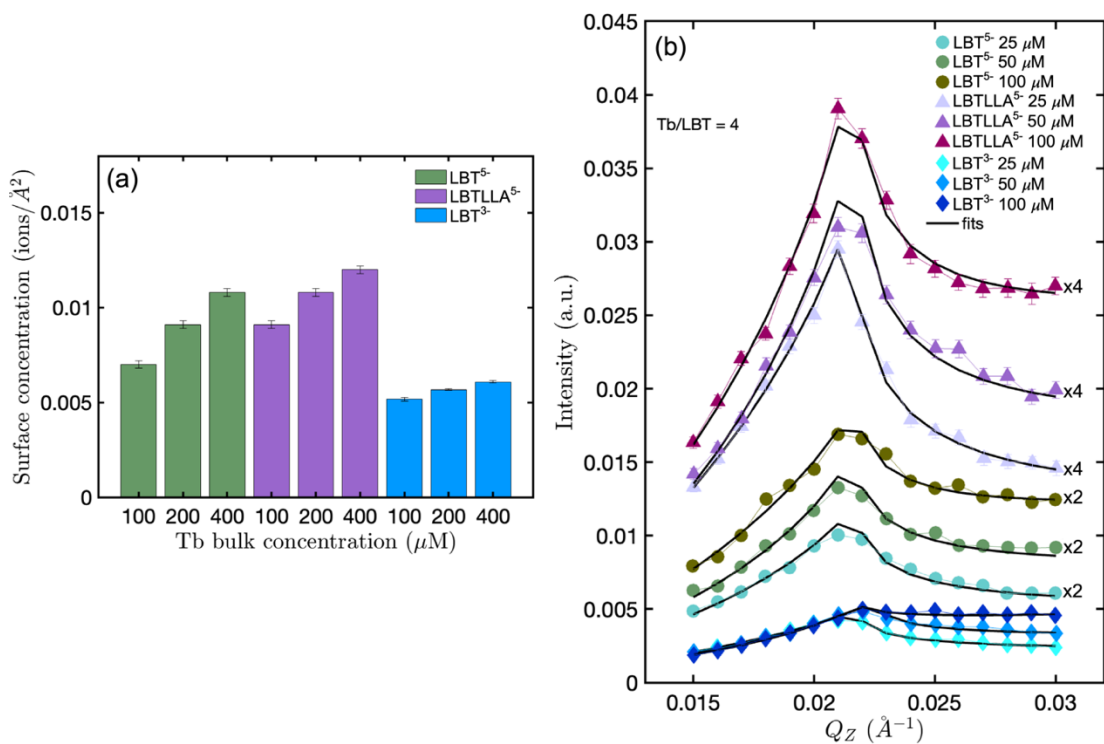 (a)
LBT⁵⁻
LBTLLA⁵⁻
LBT³⁻
Surface concentration (ions/Å²)
0.015
0.01
0.005
0
100 200 400 100 200 400 100 200 400
Tb bulk concentration (μM)
(b)
LBT⁵⁻ 25 μM
LBT⁵⁻ 50 μM
LBT⁵⁻ 100 μM
LBTLLA⁵⁻ 25 μM
LBTLLA⁵⁻ 50 μM
LBTLLA⁵⁻ 100 μM
LBT³⁻ 25 μM
LBT³⁻ 50 μM
LBT³⁻ 100 μM
fits
Tb/LBT = 4
x4
x4
x4
x2
x2
x2
Intensity (a.u.)
0.045
0.04
0.035
0.03
0.025
0.02
0.015
0.01
0.005
0
0.015 0.02 0.025 0.03
Q_Z (Å⁻¹)